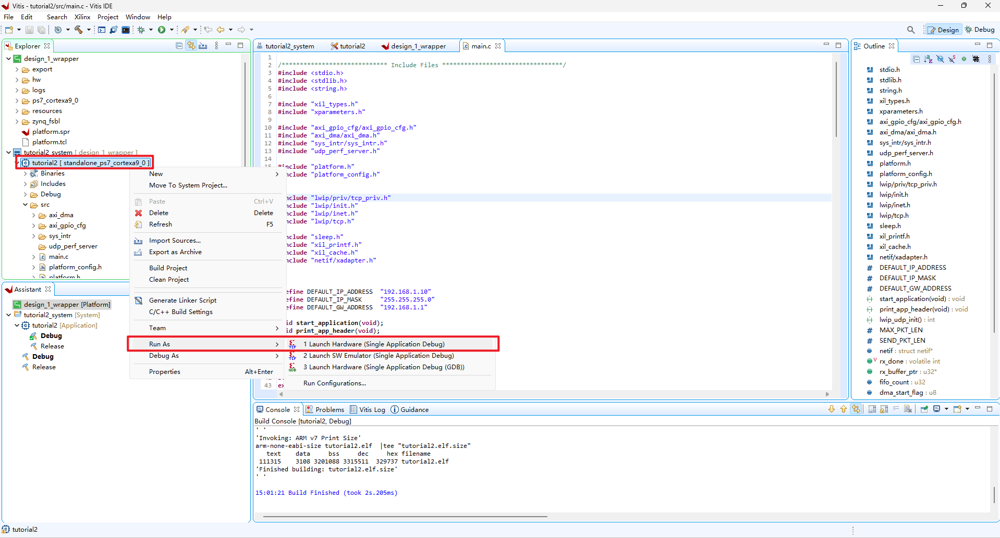 Vitis - tutorial2/src/main.c - Vitis IDE
File Edit Search Xilinx Project Window Help
Design Debug
Explorer
design_1_wrapper
export
hw
logs
ps7_cortexa9_0
resources
zynq_fsbl
platform.spr
platform.tcl
tutorial2_system [ design_1_wrapper ]
tutorial2 [ standalone_ps7_cortexa9_0 ]
Binaries
Includes
Debug
src
axi_dma
axi_gpio_cfg
sys_intr
udp_perf_server
main.c
platform_config.h
platform.h
New
Move To System Project...
Paste Ctrl+V
Delete Delete
Refresh F5
Import Sources...
Export as Archive
Build Project
Clean Project
Generate Linker Script
C/C++ Build Settings
Team
Run As
Debug As
Properties Alt+Enter
1 Launch Hardware (Single Application Debug)
2 Launch SW Emulator (Single Application Debug)
3 Launch Hardware (Single Application Debug (GDB))
Run Configurations...
Assistant
design_1_wrapper [Platform]
tutorial2_system [System]
tutorial2 [Application]
Debug
Release
Debug
Release
tutorial2_system tutorial2 design_1_wrapper main.c
1
2 /***************************** Include Files *********************************/
3 #include <stdio.h>
4 #include <stdlib.h>
5 #include <string.h>
6
7 #include "xil_types.h"
8 #include "xparameters.h"
9
10 #include "axi_gpio_cfg/axi_gpio_cfg.h"
11 #include "axi_dma/axi_dma.h"
12 #include "sys_intr/sys_intr.h"
13 #include "udp_perf_server.h"
14
15 #include "platform.h"
nclude "platform_config.h"
nclude "lwip/priv/tcp_priv.h"
nclude "lwip/init.h"
nclude "lwip/inet.h"
nclude "lwip/tcp.h"
nclude "sleep.h"
nclude "xil_printf.h"
nclude "xil_cache.h"
nclude "netif/xadapter.h"
efine DEFAULT_IP_ADDRESS "192.168.1.10"
efine DEFAULT_IP_MASK "255.255.255.0"
efine DEFAULT_GW_ADDRESS "192.168.1.1"
id start_application(void);
id print_app_header(void);
43 ex
Outline
stdio.h
stdlib.h
string.h
xil_types.h
xparameters.h
axi_gpio_cfg/axi_gpio_cfg.h
axi_dma/axi_dma.h
sys_intr/sys_intr.h
udp_perf_server.h
platform.h
platform_config.h
lwip/priv/tcp_priv.h
lwip/init.h
lwip/inet.h
lwip/tcp.h
sleep.h
xil_printf.h
xil_cache.h
netif/xadapter.h
DEFAULT_IP_ADDRESS
DEFAULT_IP_MASK
DEFAULT_GW_ADDRESS
start_application(void) : void
print_app_header(void) : void
lwip_udp_init() : int
MAX_PKT_LEN
SEND_PKT_LEN
netif : struct netif*
rx_done : volatile int
rx_buffer_ptr : u32*
fifo_count : u32
dma_start_flag : u8
Console Problems Vitis Log Guidance
Build Console [tutorial2, Debug]
' '
'Invoking: ARM v7 Print Size'
arm-none-eabi-size tutorial2.elf |tee "tutorial2.elf.size"
text data bss dec hex filename
111315 3108 3201088 3315511 329737 tutorial2.elf
'Finished building: tutorial2.elf.size'
' '
15:01:21 Build Finished (took 2s.205ms)
tutorial2